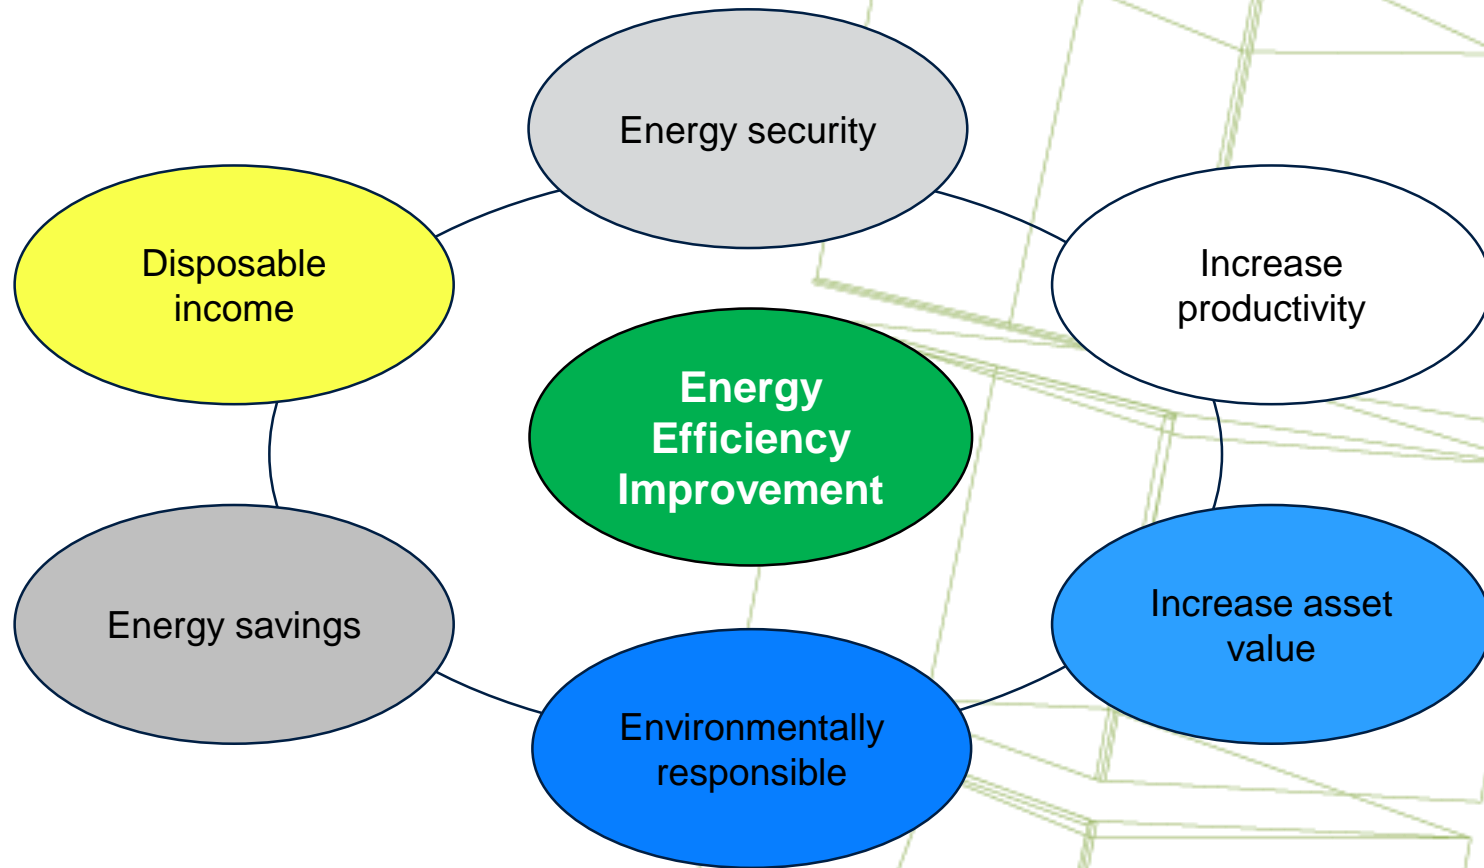 Energy security
Disposable
income
Increase
productivity
Energy
Efficiency
Improvement
Energy savings
Increase asset
value
Environmentally
responsible